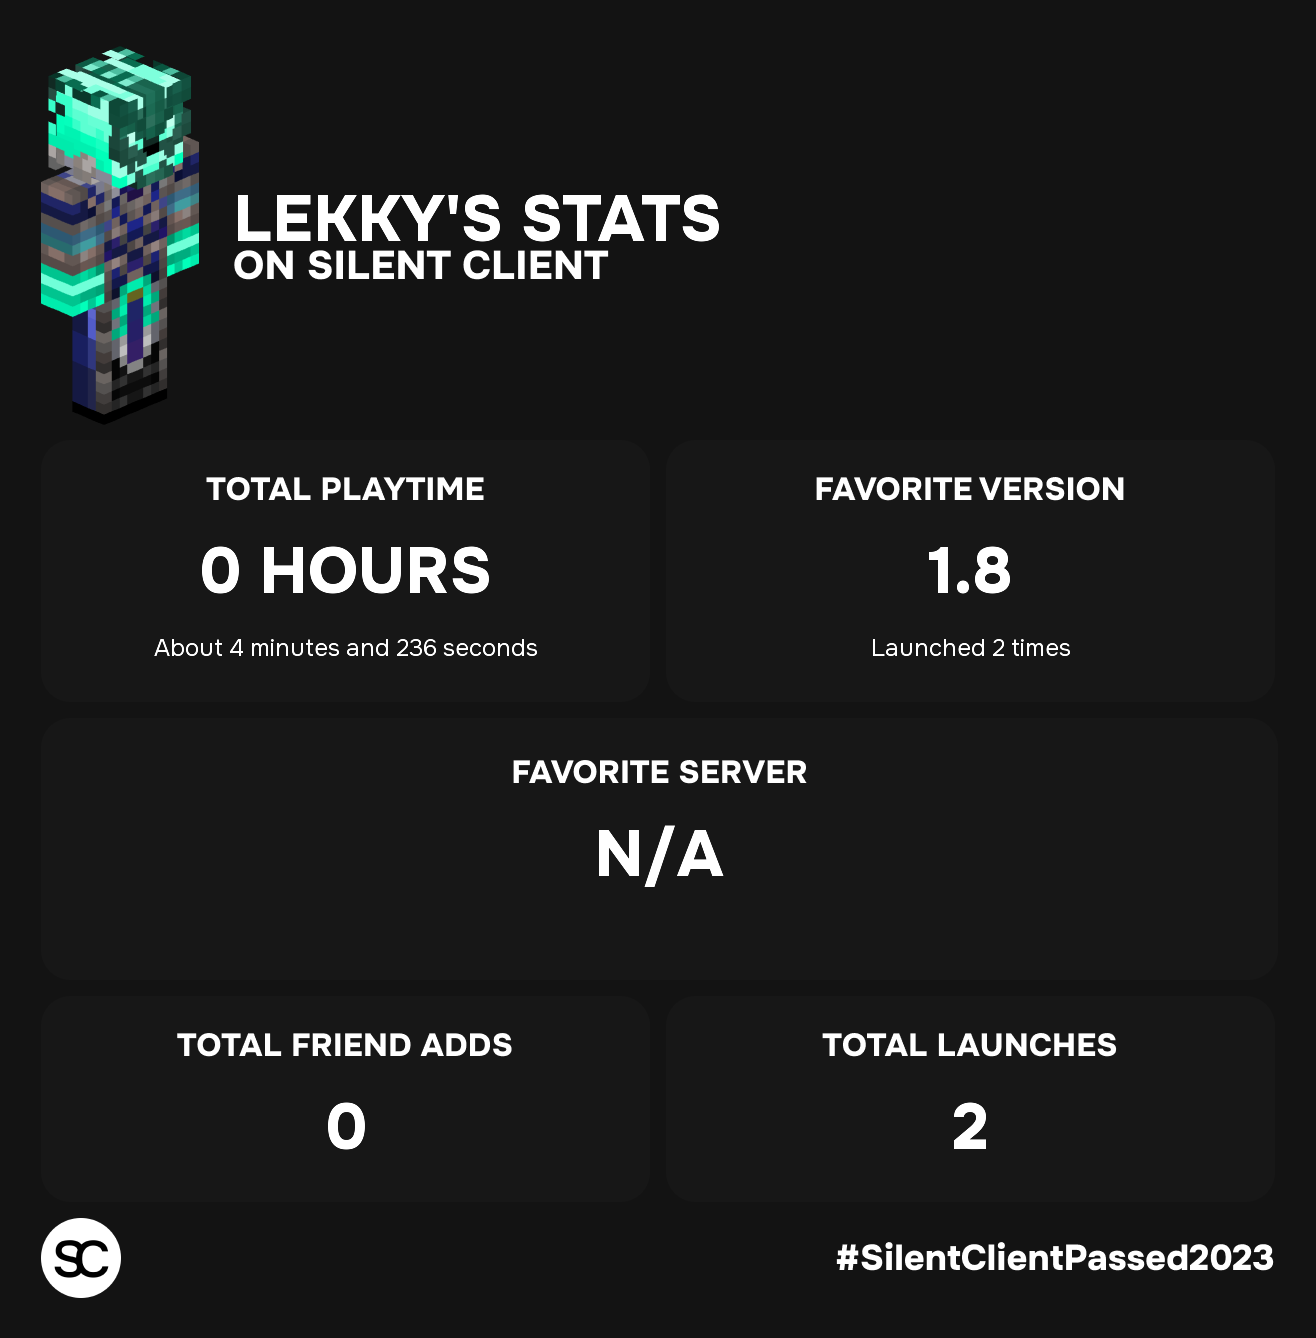 LEKKY'S STATS
ON SILENT CLIENT
TOTAL PLAYTIME
0 HOURS
About 4 minutes and 236 seconds
FAVORITE VERSION
1.8
Launched 2 times
FAVORITE SERVER
N/A
TOTAL FRIEND ADDS
0
TOTAL LAUNCHES
2
SC
#SilentClientPassed2023